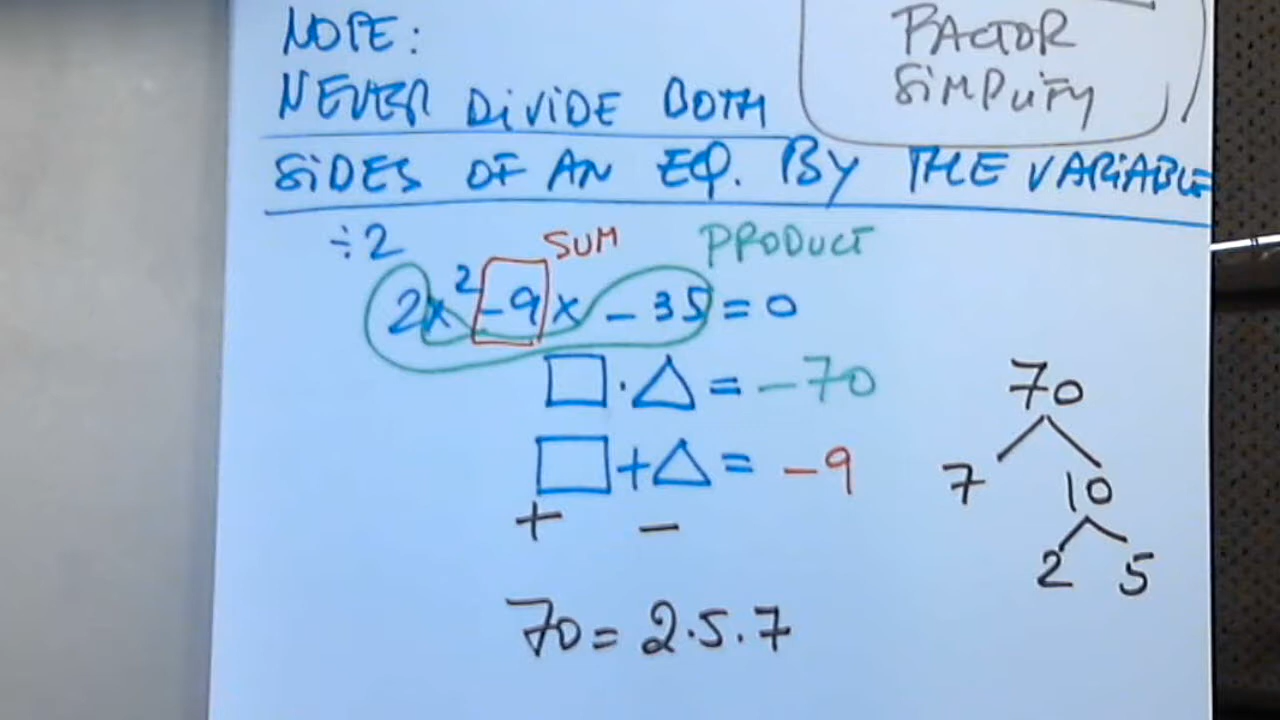 NOTE:
NEVER DIVIDE BOTH
SIDES OF AN EQ. BY THE VARIABLE
FACTOR
SIMPLIFY
÷2
SUM
PRODUCT
2x² -9x -35 = 0
□·△ = -70
□+△ = -9
+ -
70 = 2·5·7
70
7 10
2 5